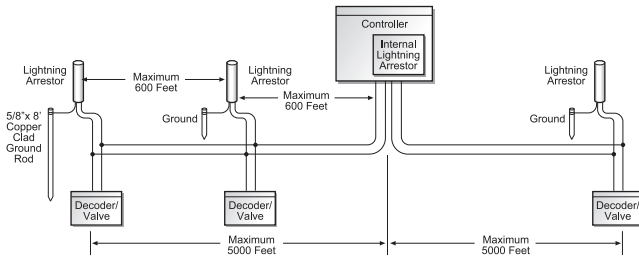 Controller
Internal
Lightning
Arrestor
Lightning
Arrestor
Maximum
600 Feet
Lightning
Arrestor
Maximum
600 Feet
Lightning
Arrestor
5/8"x 8'
Copper
Clad
Ground
Rod
Ground
Ground
Decoder/
Valve
Decoder/
Valve
Decoder/
Valve
Maximum
5000 Feet
Maximum
5000 Feet